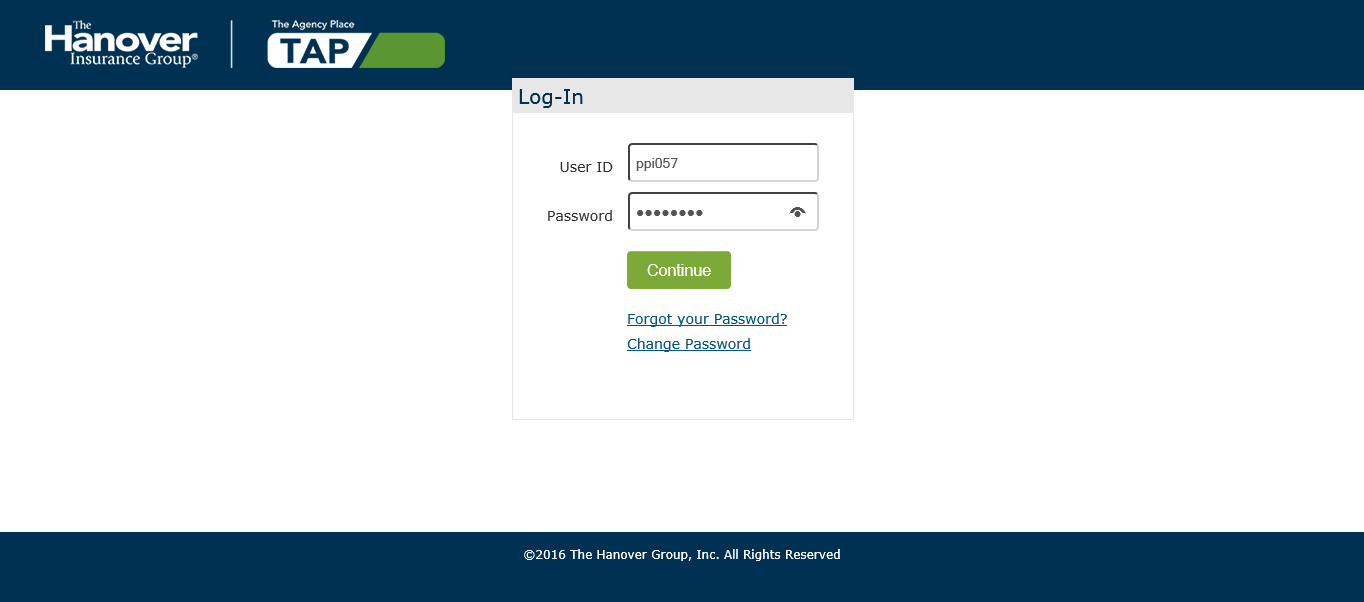 The
Hanover
Insurance Group®
The Agency Place
TAP
Log-In
User ID
ppi057
Password
••••••••
Continue
Forgot your Password?
Change Password
©2016 The Hanover Group, Inc. All Rights Reserved